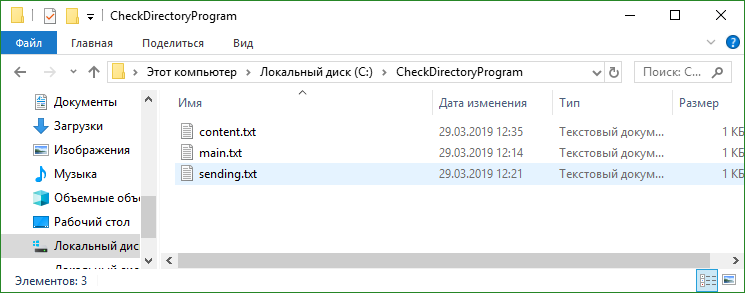 CheckDirectoryProgram
Файл Главная Поделиться Вид
Этот компьютер Локальный диск (C:) CheckDirectoryProgram Поиск: C...
Имя Дата изменения Тип Размер
Документы
Загрузки
Изображения
Музыка
Объемные объе
Рабочий стол
Локальный диск
content.txt 29.03.2019 12:35 Текстовый докум... 1 КБ
main.txt 29.03.2019 12:14 Текстовый докум... 1 КБ
sending.txt 29.03.2019 12:21 Текстовый докум... 1 КБ
Элементов: 3